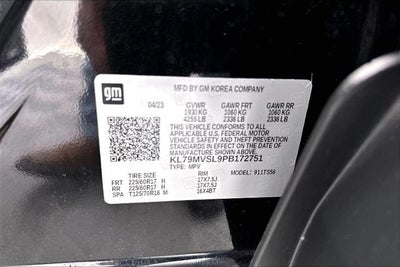 gm
MFD BY GM KOREA COMPANY
04/23 GVWR GAWR FRT GAWR RR
1930 KG 1060 KG 1060 KG
4255 LB 2336 LB 2336 LB
THIS VEHICLE CONFORMS TO ALL
APPLICABLE U.S. FEDERAL MOTOR
VEHICLE SAFETY AND THEFT PREVENTION
STANDARDS IN EFFECT ON THE DATE OF
MANUFACTURE SHOWN ABOVE.
KL79MVSL9PB172751
TYPE: MPV MODEL: 911TS56
TIRE SIZE RIM
FRT 225/60R17 H 17X7.5J
RR 225/60R17 H 17X7.5J
SPA T125/70R16 M 16X4BT